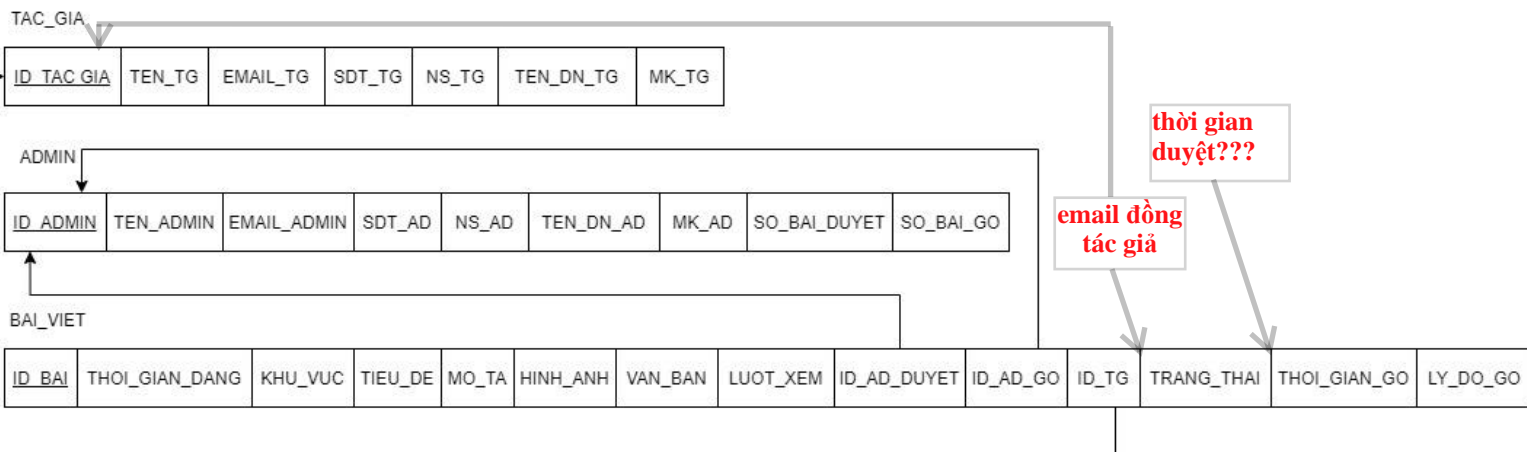 TAC_GIA
ID_TAC GIA TEN_TG EMAIL_TG SDT_TG NS_TG TEN_DN_TG MK_TG
thời gian
duyệt???
ADMIN
ID_ADMIN TEN_ADMIN EMAIL_ADMIN SDT_AD NS_AD TEN_DN_AD MK_AD SO_BAI_DUYET SO_BAI_GO
email đồng
tác giả
BAI_VIET
ID_BAI THOI_GIAN_DANG KHU_VUC TIEU_DE MO_TA HINH_ANH VAN_BAN LUOT_XEM ID_AD_DUYET ID_AD_GO ID_TG TRANG_THAI THOI_GIAN_GO LY_DO_GO